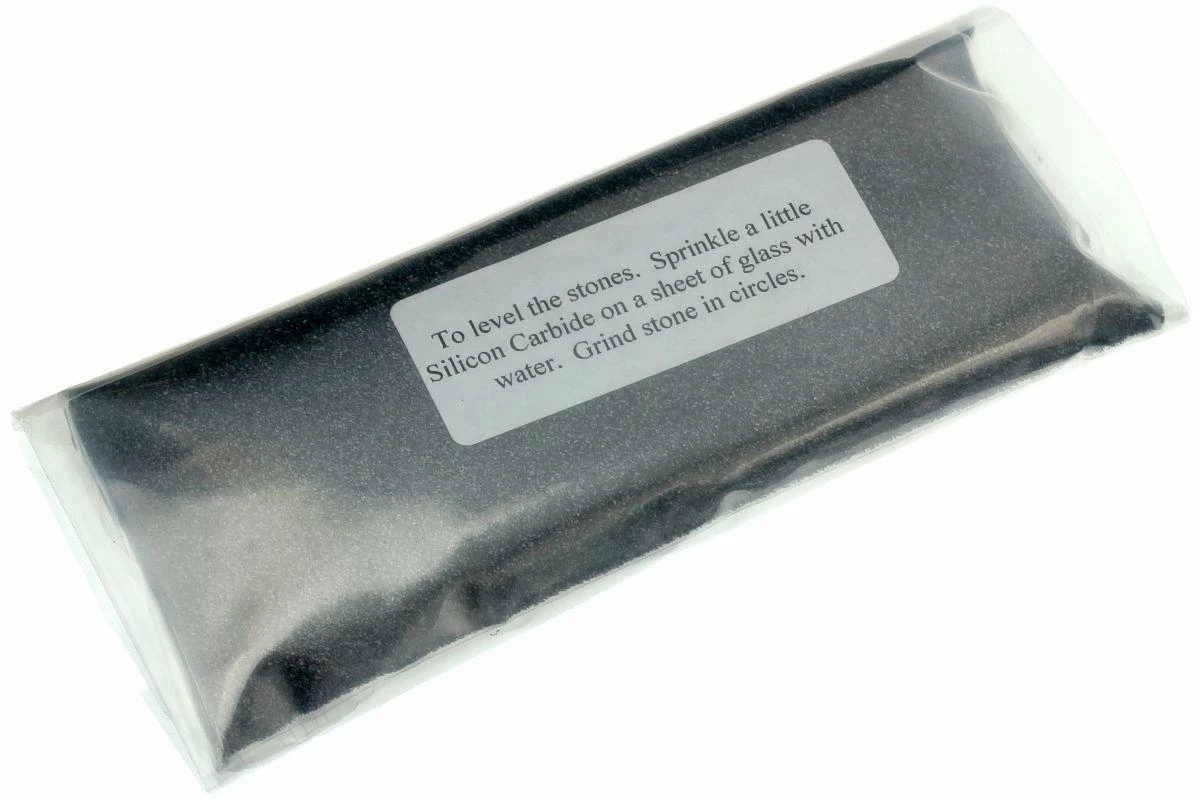 To level the stones.  Sprinkle a little
Silicon Carbide on a sheet of glass with
water.  Grind stone in circles.